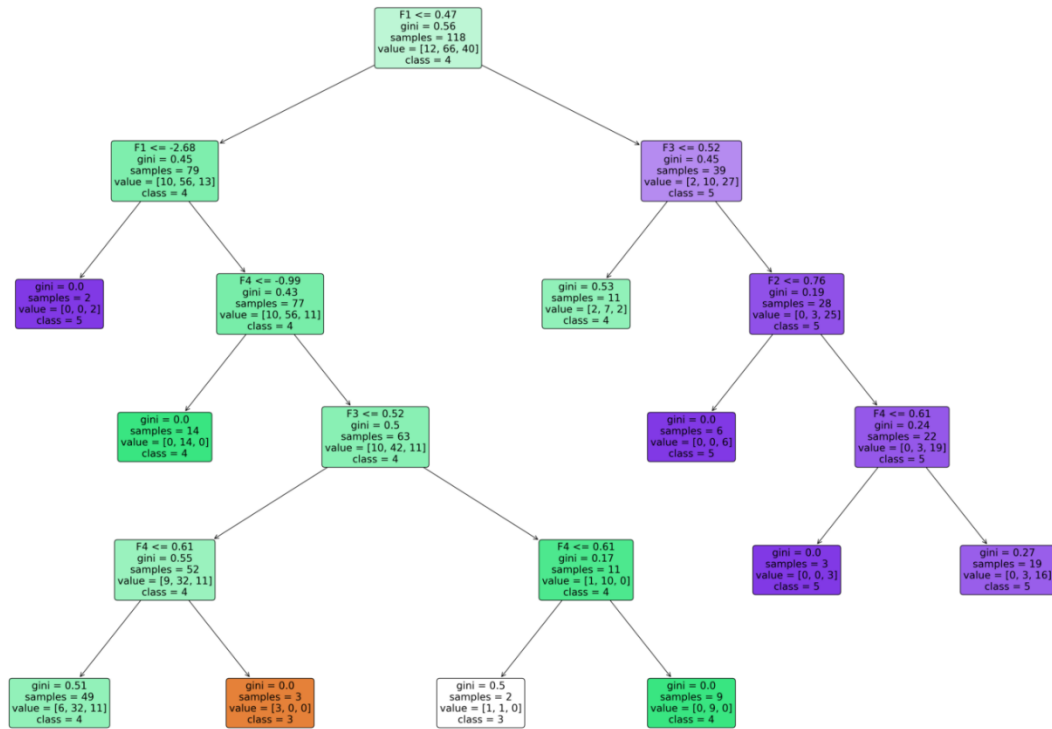 F1 <= 0.47
gini = 0.56
samples = 118
value = [12, 66, 40]
class = 4
F1 <= -2.68
gini = 0.45
samples = 79
value = [10, 56, 13]
class = 4
F3 <= 0.52
gini = 0.45
samples = 39
value = [2, 10, 27]
class = 5
gini = 0.0
samples = 2
value = [0, 0, 2]
class = 5
F4 <= -0.99
gini = 0.43
samples = 77
value = [10, 56, 11]
class = 4
gini = 0.53
samples = 11
value = [2, 7, 2]
class = 4
F2 <= 0.76
gini = 0.19
samples = 28
value = [0, 3, 25]
class = 5
gini = 0.0
samples = 14
value = [0, 14, 0]
class = 4
F3 <= 0.52
gini = 0.5
samples = 63
value = [10, 42, 11]
class = 4
gini = 0.0
samples = 6
value = [0, 0, 6]
class = 5
F4 <= 0.61
gini = 0.24
samples = 22
value = [0, 3, 19]
class = 5
F4 <= 0.61
gini = 0.55
samples = 52
value = [9, 32, 11]
class = 4
F4 <= 0.61
gini = 0.17
samples = 11
value = [1, 10, 0]
class = 4
gini = 0.0
samples = 3
value = [0, 0, 3]
class = 5
gini = 0.27
samples = 19
value = [0, 3, 16]
class = 5
gini = 0.51
samples = 49
value = [6, 32, 11]
class = 4
gini = 0.0
samples = 3
value = [3, 0, 0]
class = 3
gini = 0.5
samples = 2
value = [1, 1, 0]
class = 3
gini = 0.0
samples = 9
value = [0, 9, 0]
class = 4